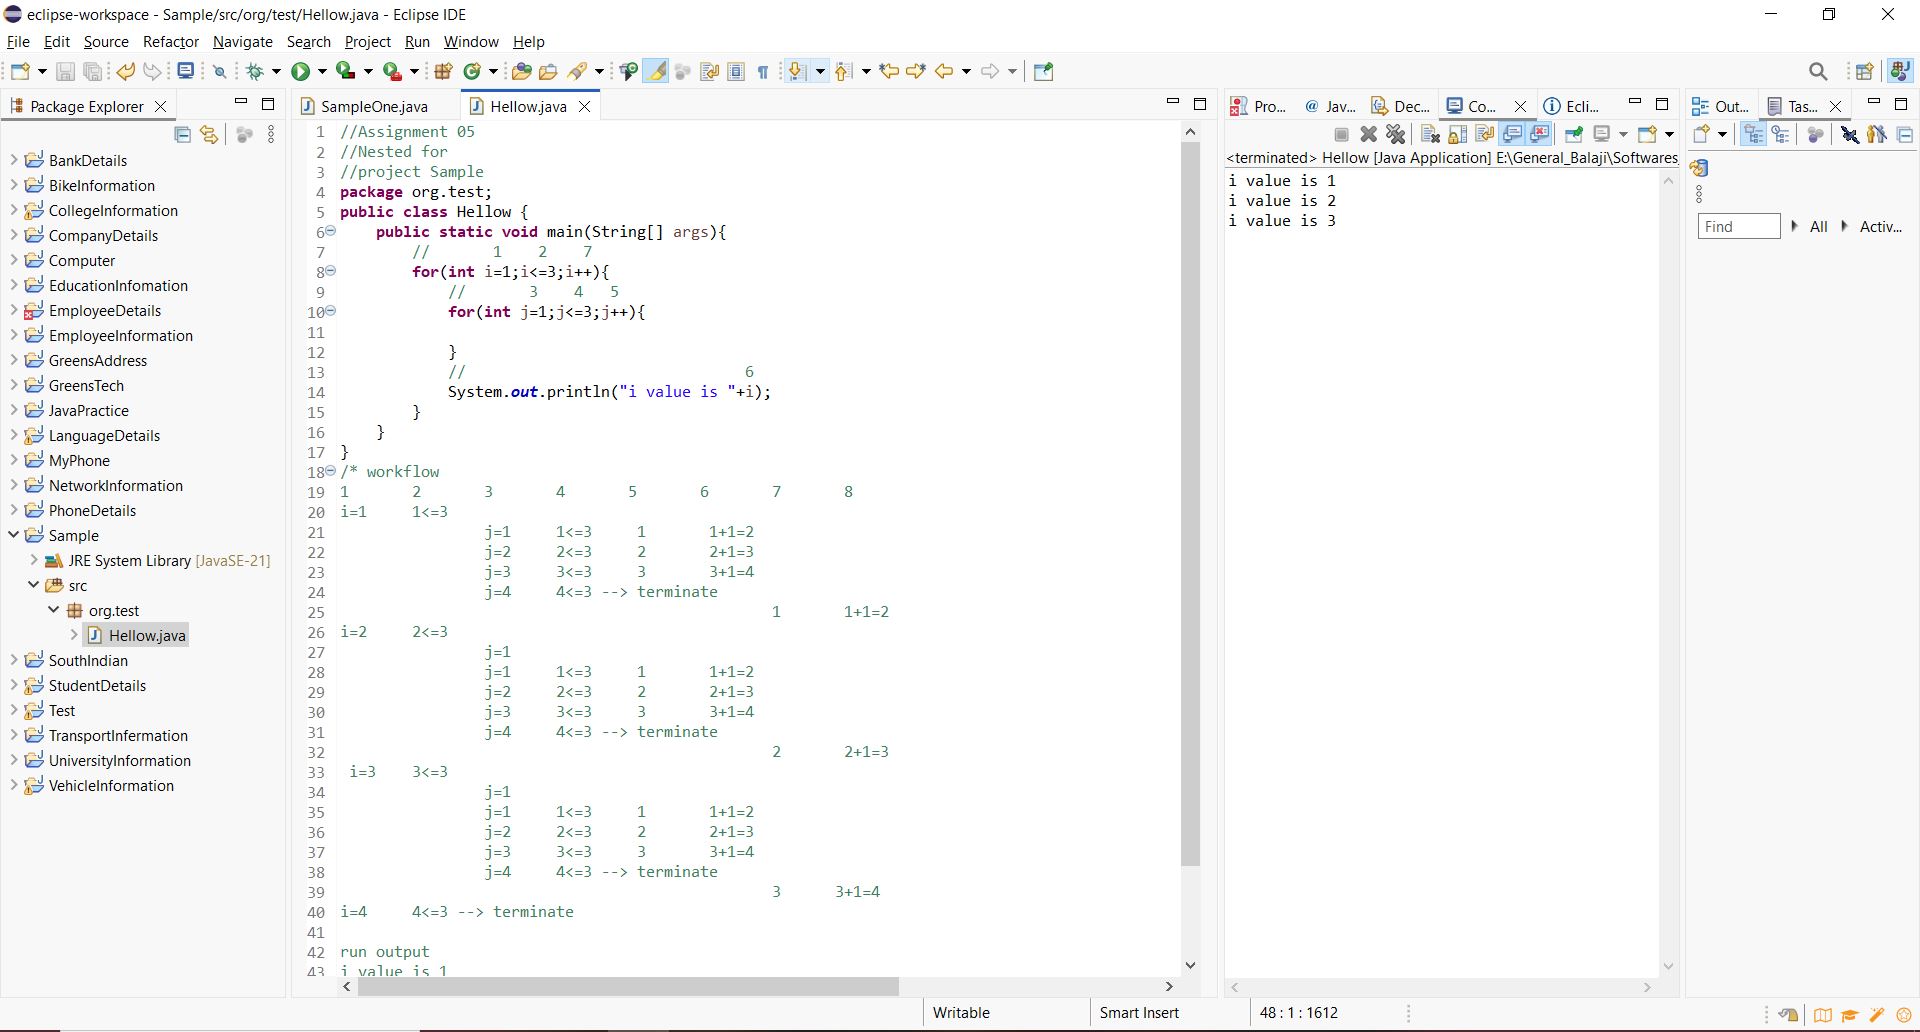 eclipse-workspace - Sample/src/org/test/Hellow.java - Eclipse IDE
File Edit Source Refactor Navigate Search Project Run Window Help
Package Explorer
BankDetails
BikeInformation
CollegeInformation
CompanyDetails
Computer
EducationInfomation
EmployeeDetails
EmployeeInformation
GreensAddress
GreensTech
JavaPractice
LanguageDetails
MyPhone
NetworkInformation
PhoneDetails
Sample
JRE System Library [JavaSE-21]
src
org.test
Hellow.java
SouthIndian
StudentDetails
Test
TransportInfermation
UniversityInformation
VehicleInformation
SampleOne.java Hellow.java
1 //Assignment 05
2 //Nested for
3 //project Sample
4 package org.test;
5 public class Hellow {
6 public static void main(String[] args){
7 // 1 2 7
8 for(int i=1;i<=3;i++){
9 // 3 4 5
10 for(int j=1;j<=3;j++){
11
12 }
13 // 6
14 System.out.println("i value is "+i);
15 }
16 }
17 }
18 /* workflow
19 1 2 3 4 5 6 7 8
20 i=1 1<=3
21 j=1 1<=3 1 1+1=2
22 j=2 2<=3 2 2+1=3
23 j=3 3<=3 3 3+1=4
24 j=4 4<=3 --> terminate
25 1 1+1=2
26 i=2 2<=3
27 j=1
28 j=1 1<=3 1 1+1=2
29 j=2 2<=3 2 2+1=3
30 j=3 3<=3 3 3+1=4
31 j=4 4<=3 --> terminate
32 2 2+1=3
33 i=3 3<=3
34 j=1
35 j=1 1<=3 1 1+1=2
36 j=2 2<=3 2 2+1=3
37 j=3 3<=3 3 3+1=4
38 j=4 4<=3 --> terminate
39 3 3+1=4
40 i=4 4<=3 --> terminate
41
42 run output
43 i value is 1
Pro... Jav... Dec... Co... Ecli...
<terminated> Hellow [Java Application] E:\General_Balaji\Softwares
i value is 1
i value is 2
i value is 3
Out... Tas...
Find All Activ...
Writable Smart Insert 48 : 1 : 1612